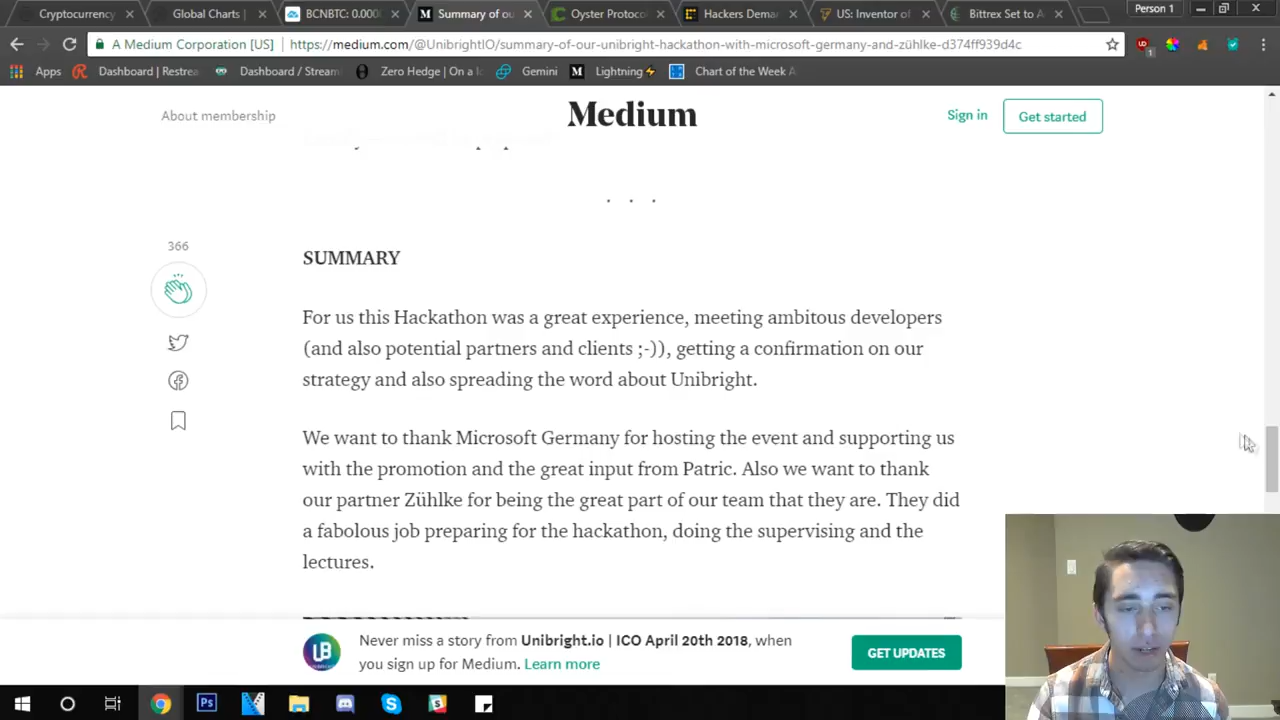 Cryptocurrency
Global Charts |
BCNBTC: 0.0000
Summary of ou
Oyster Protocol
Hackers Dema
US: Inventor of
Bittrex Set to A
Person 1
A Medium Corporation [US]
https://medium.com/@UnibrightIO/summary-of-our-unibright-hackathon-with-microsoft-germany-and-zühlke-d374ff939d4c
Apps
Dashboard | Restrea
Dashboard / Stream
Zero Hedge | On a lo
Gemini
Lightning⚡
Chart of the Week A
About membership
Medium
Sign in
Get started
. . .
366
SUMMARY
For us this Hackathon was a great experience, meeting ambitous developers
(and also potential partners and clients ;-)), getting a confirmation on our
strategy and also spreading the word about Unibright.
We want to thank Microsoft Germany for hosting the event and supporting us
with the promotion and the great input from Patric. Also we want to thank
our partner Zühlke for being the great part of our team that they are. They did
a fabolous job preparing for the hackathon, doing the supervising and the
lectures.
Never miss a story from Unibright.io | ICO April 20th 2018, when
you sign up for Medium. Learn more
GET UPDATES